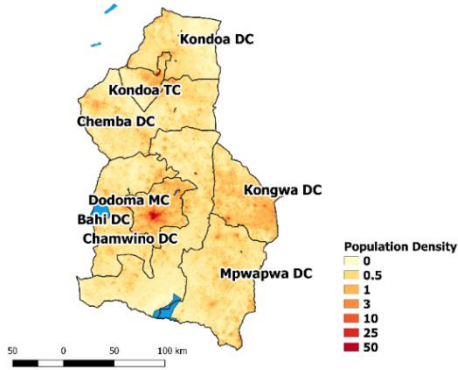 Kondoa DC
Kondoa TC
Chemba DC
Dodoma MC
Kongwa DC
Bahi DC
Chamwino DC
Mpwapwa DC
Population Density
0
0.5
1
3
10
25
50
50 0 50 100 km